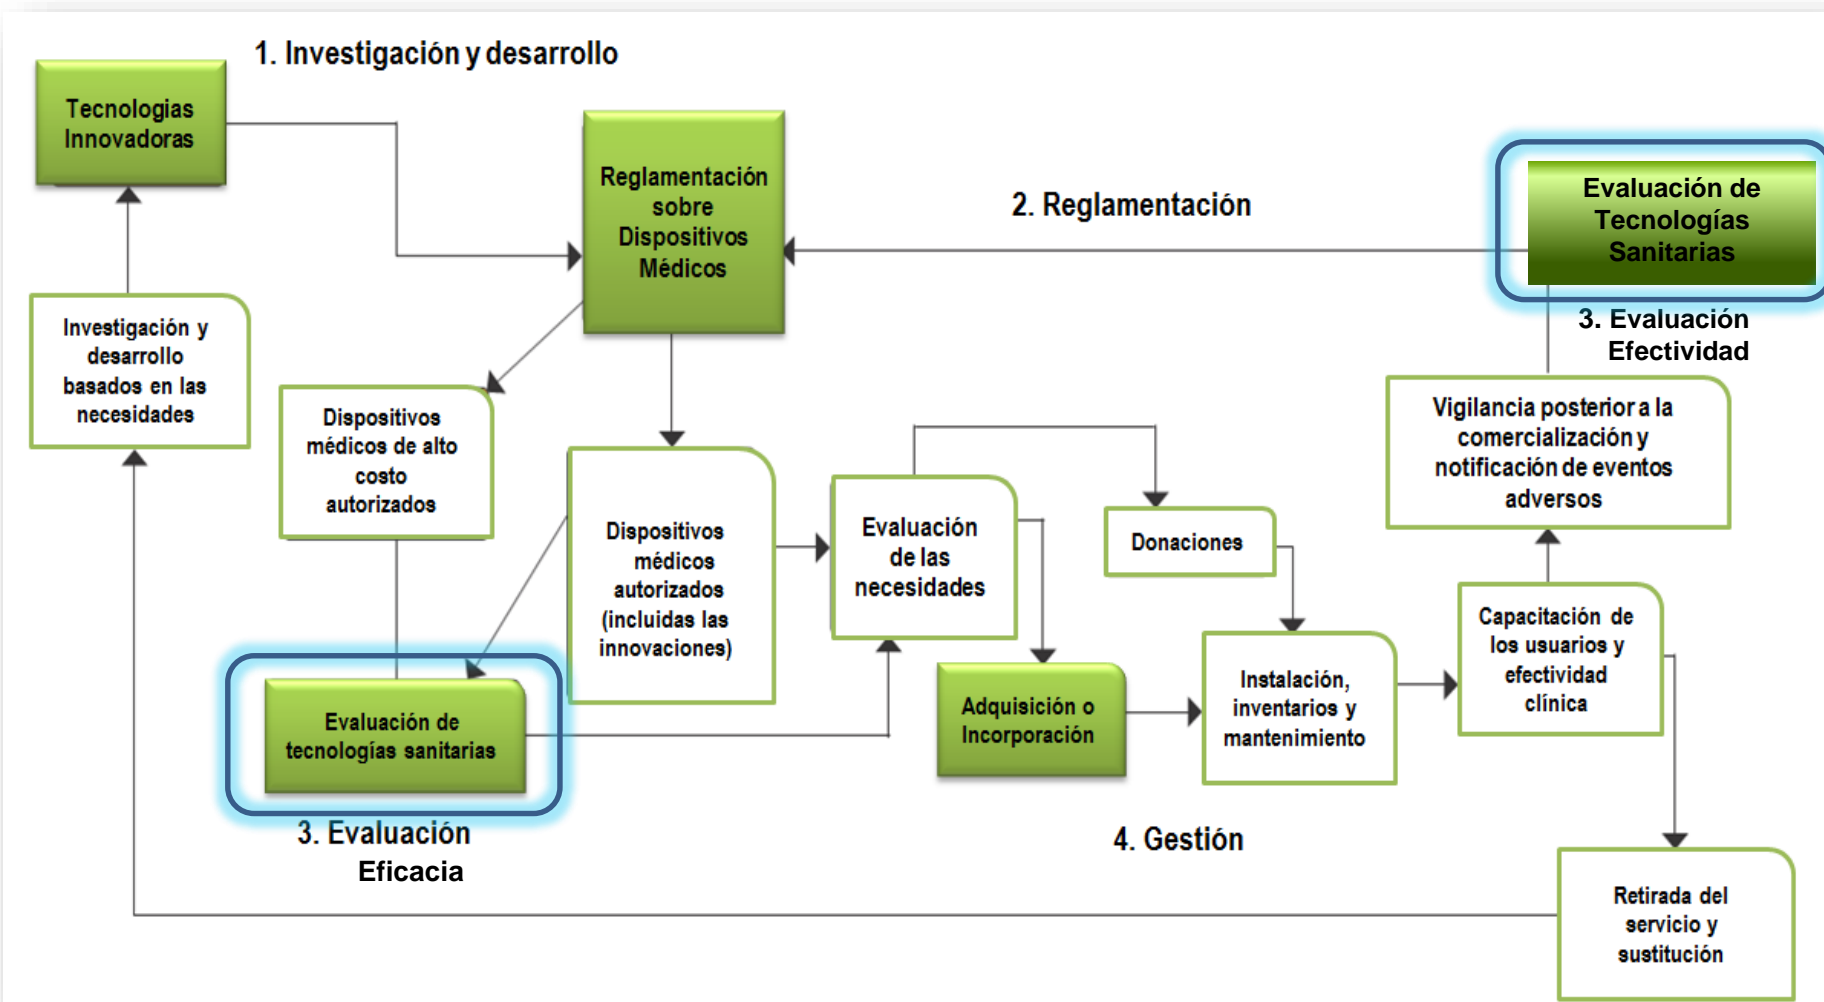 1. Investigación y desarrollo
Tecnologias
Innovadoras
Reglamentación
sobre
Dispositivos
Médicos
2. Reglamentación
Evaluación de
Tecnologías
Sanitarias
3. Evaluación
Efectividad
Investigación y
desarrollo
basados en las
necesidades
Dispositivos
médicos de alto
costo
autorizados
Dispositivos
médicos
autorizados
(incluidas las
innovaciones)
Evaluación
de las
necesidades
Donaciones
Vigilancia posterior a la
comercialización y
notificación de eventos
adversos
Capacitación de
los usuarios y
efectividad
clínica
Evaluación de
tecnologías sanitarias
3. Evaluación
Eficacia
Adquisición o
Incorporación
Instalación,
inventarios y
mantenimiento
4. Gestión
Retirada del
servicio y
sustitución